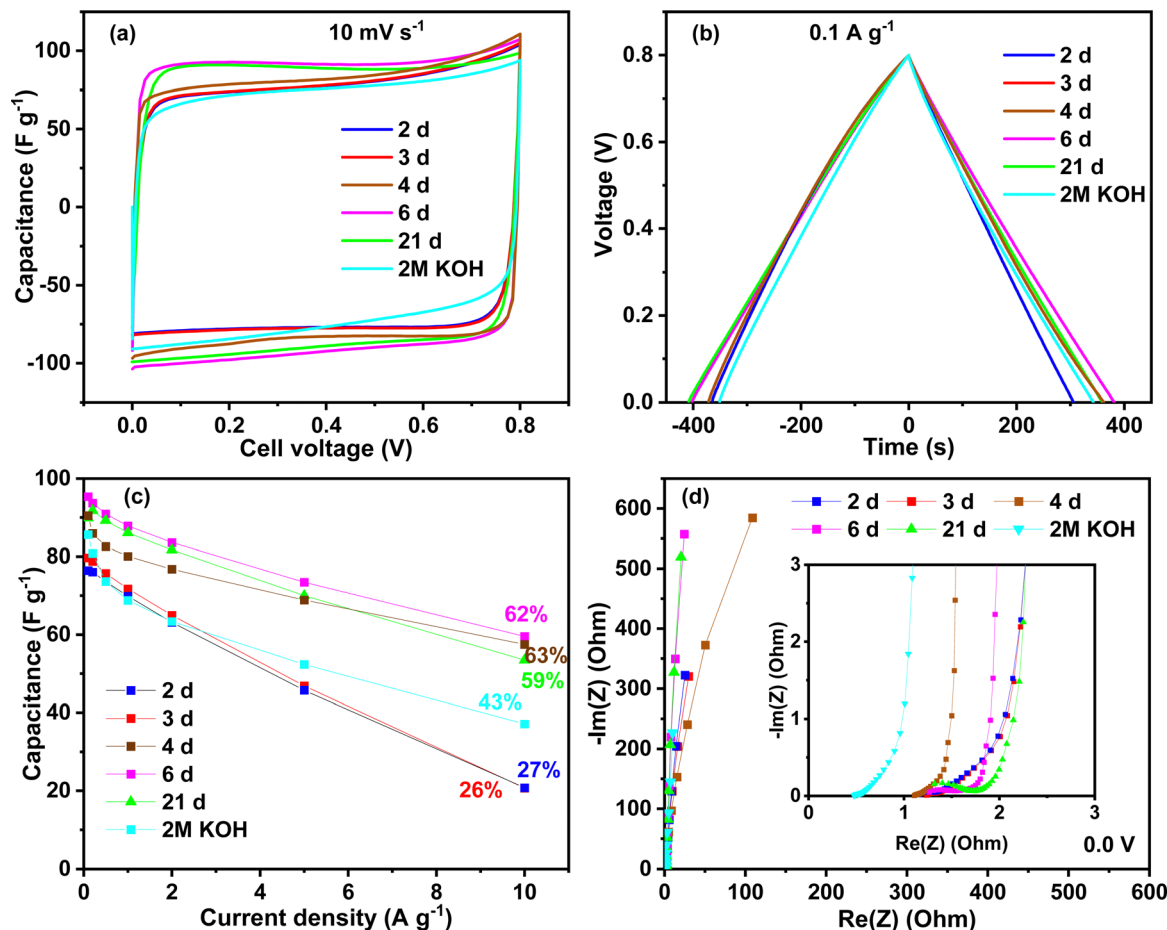 (a)
10 mV s⁻¹
Capacitance (F g⁻¹)
100
50
0
-50
-100
2 d
3 d
4 d
6 d
21 d
2M KOH
0.0
0.2
0.4
0.6
0.8
Cell voltage (V)
(b)
0.1 A g⁻¹
Voltage (V)
0.8
0.6
0.4
0.2
0.0
2 d
3 d
4 d
6 d
21 d
2M KOH
-400
-200
0
200
400
Time (s)
(c)
Capacitance (F g⁻¹)
100
80
60
40
20
0
62%
63%
59%
43%
27%
26%
2 d
3 d
4 d
6 d
21 d
2M KOH
0
2
4
6
8
10
Current density (A g⁻¹)
(d)
-Im(Z) (Ohm)
600
550
500
450
400
350
300
250
200
150
100
50
0
2 d
3 d
4 d
6 d
21 d
2M KOH
-Im(Z) (Ohm)
3
2
1
0
0
1
2
3
Re(Z) (Ohm)
0.0 V
0
100
200
300
400
500
600
Re(Z) (Ohm)